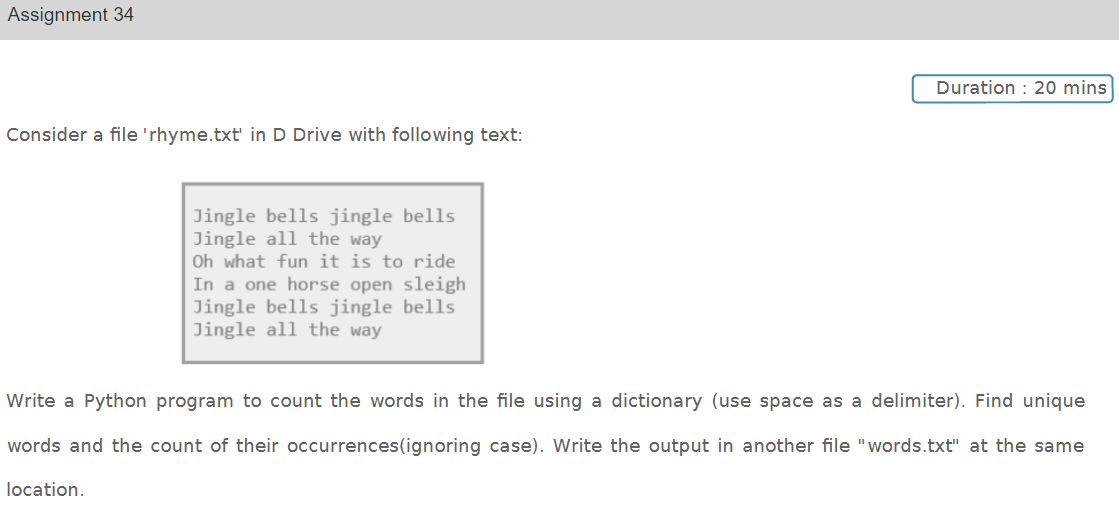 Assignment 34
Duration : 20 mins
Consider a file 'rhyme.txt' in D Drive with following text:
Jingle bells jingle bells
Jingle all the way
Oh what fun it is to ride
In a one horse open sleigh
Jingle bells jingle bells
Jingle all the way
Write a Python program to count the words in the file using a dictionary (use space as a delimiter). Find unique
words and the count of their occurrences(ignoring case). Write the output in another file "words.txt" at the same
location.